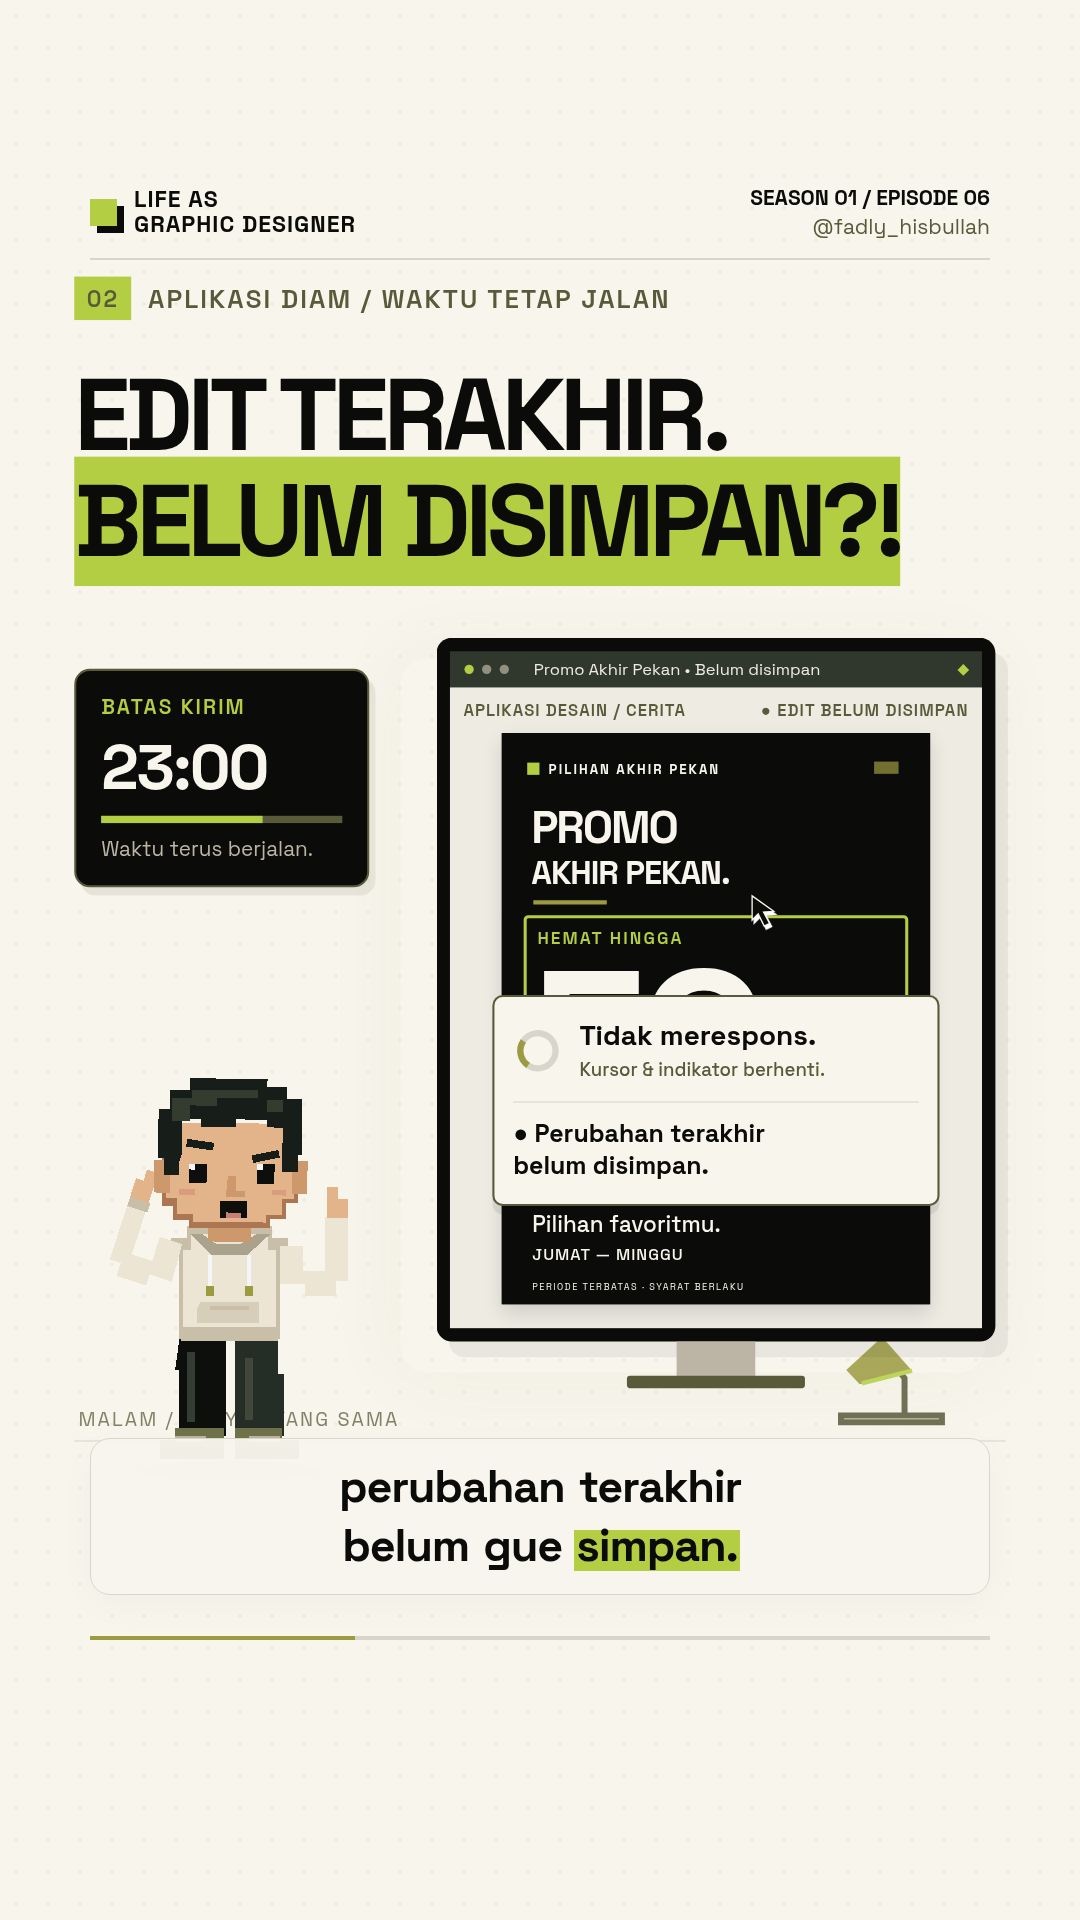 LIFE AS
GRAPHIC DESIGNER
SEASON 01 / EPISODE 06
@fadly_hisbullah
02 APLIKASI DIAM / WAKTU TETAP JALAN
EDIT TERAKHIR.
BELUM DISIMPAN?!
BATAS KIRIM
23:00
Waktu terus berjalan.
Promo Akhir Pekan • Belum disimpan
APLIKASI DESAIN / CERITA
• EDIT BELUM DISIMPAN
PILIHAN AKHIR PEKAN
PROMO
AKHIR PEKAN.
HEMAT HINGGA
Tidak merespons.
Kursor & indikator berhenti.
• Perubahan terakhir
belum disimpan.
Pilihan favoritmu.
JUMAT — MINGGU
PERIODE TERBATAS · SYARAT BERLAKU
MALAM / ANG SAMA
perubahan terakhir
belum gue simpan.